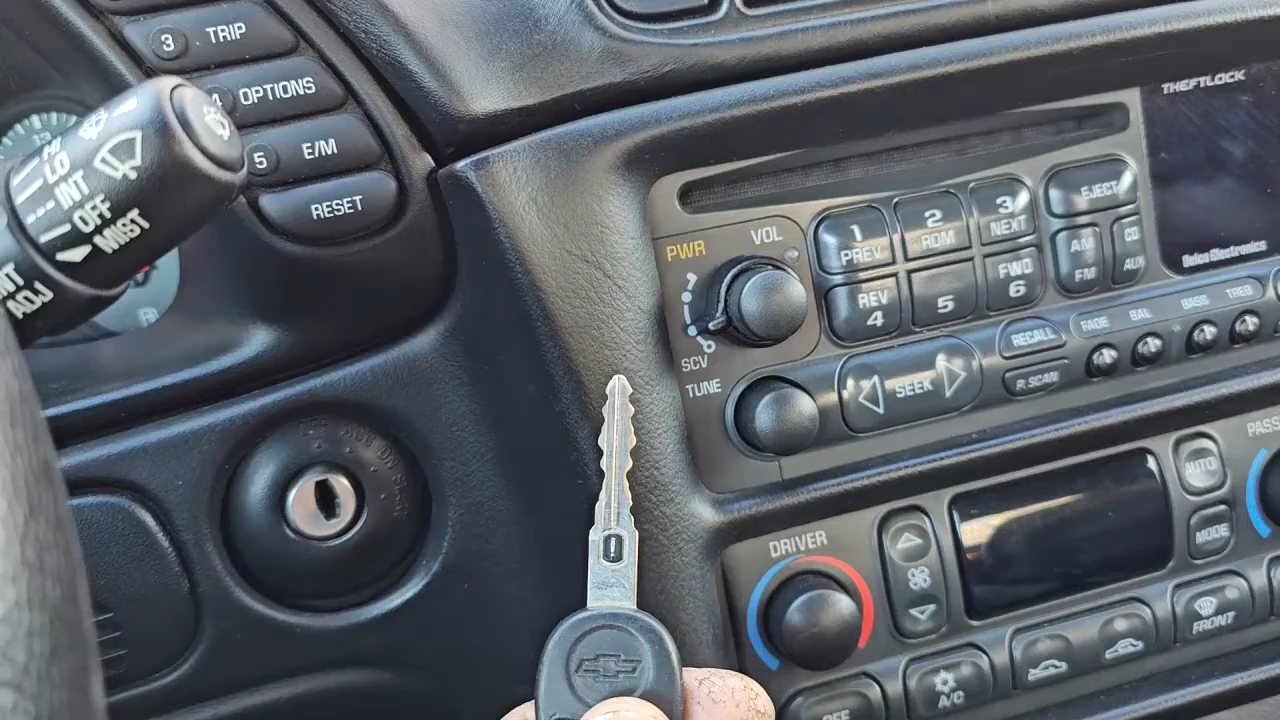 3 TRIP
4 OPTIONS
5 E/M
RESET
HI
LO
INT
OFF
MIST
ADJ
THEFTLOCK
PWR
VOL
1 PREV
2 RDM
3 NEXT
EJECT
REV 4
5
FWD 6
AM FM
CD AUX
Delco Electronics
SCV
TUNE
SEEK
RECALL
P.SCAN
FADE
BAL
BASS
TREB
DRIVER
AUTO
MODE
PASS
FRONT
A/C
OFF